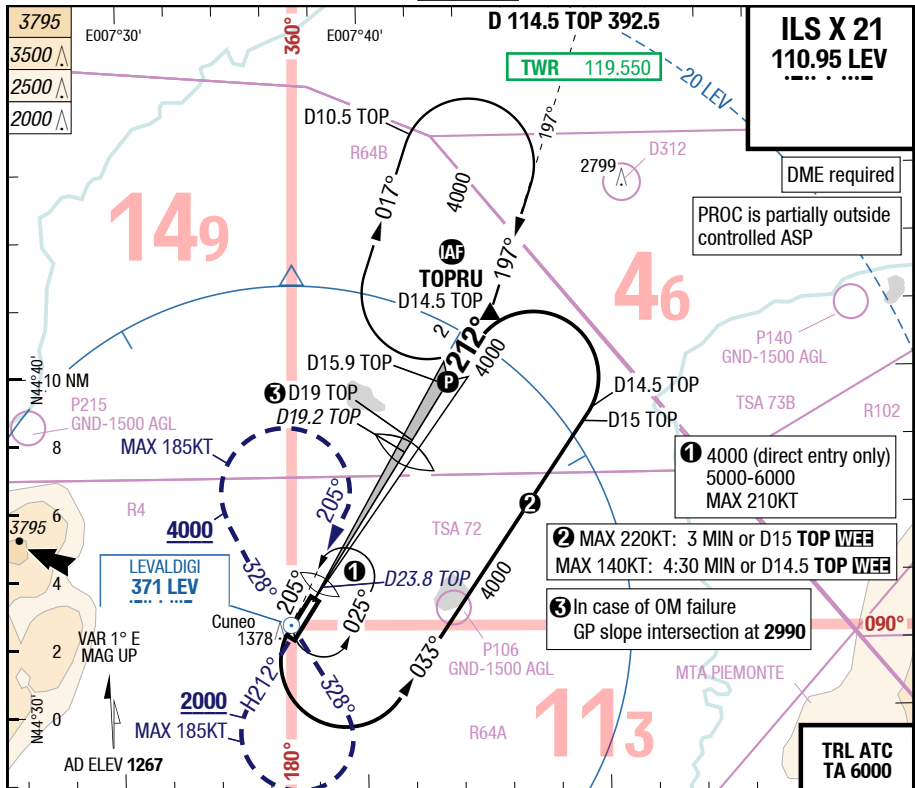 3795
3500
2500
2000
E007°30'
360°
E007°40'
D 114.5 TOP 392.5
TWR 119.550
20 LEV
ILS X 21
110.95 LEV
DME required
PROC is partially outside
controlled ASP
D10.5 TOP
R64B
197°
2799
D312
149
017°
4000
IAF
TOPRU
D14.5 TOP
197°
46
2
212°
4000
P140
GND-1500 AGL
N44°40'
10 NM
D15.9 TOP
P
3 D19 TOP
D19.2 TOP
D14.5 TOP
D15 TOP
TSA 73B
R102
P215
GND-1500 AGL
8
MAX 185KT
1 4000 (direct entry only)
5000-6000
MAX 210KT
6
R4
205°
2
TSA 72
3795
4000
2 MAX 220KT: 3 MIN or D15 TOP WEE
MAX 140KT: 4:30 MIN or D14.5 TOP WEE
LEVALDIGI
371 LEV
328°
1
D23.8 TOP
4000
4
205°
025°
3 In case of OM failure
GP slope intersection at 2990
Cuneo
1378
090°
VAR 1° E
MAG UP
2
P106
GND-1500 AGL
033°
MTA PIEMONTE
H212°
328°
2000
MAX 185KT
N44°30'
0
R64A
113
AD ELEV 1267
180°
TRL ATC
TA 6000